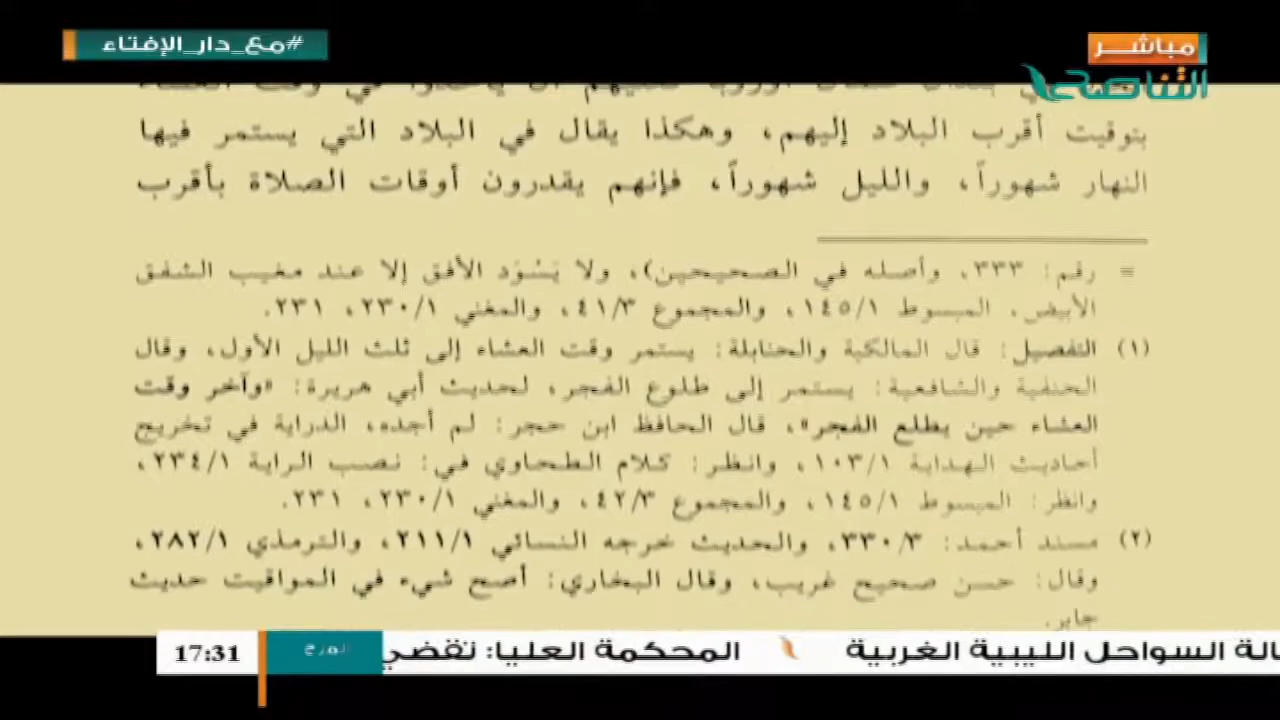 #مع_دار_الإفتاء
مباشر
التناصح
بتوقيت أقرب البلاد إليهم، وهكذا يقال في البلاد التي يستمر فيها
النهار شهوراً، والليل شهوراً، فإنهم يقدرون أوقات الصلاة بأقرب
= رقم: ٣٣٣، وأصله في الصحيحين)، ولا يَسْوَد الأفق إلا عند مغيب الشفق
الأبيض. المبسوط ١٤٥/١، والمجموع ٤١/٣، والمغني ٢٣٠/١، ٢٣١.
(١) التفصيل: قال المالكية والحنابلة: يستمر وقت العشاء إلى ثلث الليل الأول، وقال
الحنفية والشافعية: يستمر إلى طلوع الفجر، لحديث أبي هريرة: «وآخر وقت
العشاء حين يطلع الفجر»، قال الحافظ ابن حجر: لم أجده، الدراية في تخريج
أحاديث الهداية ١٠٣/١، وانظر: كلام الطحاوي في: نصب الراية ٢٣٤/١،
وانظر: المبسوط ١٤٥/١، والمجموع ٤٢/٣، والمغني ٢٣٠/١، ٢٣١.
(٢) مسند أحمد: ٣٣٠/٣، والحديث خرجه النسائي ٢١١/١، والترمذي ٢٨٢/١،
وقال: حسن صحيح غريب، وقال البخاري: أصح شيء في المواقيت حديث
جابر.
الة السواحل الليبية الغربية المحكمة العليا: تقضي
المرج
17:31